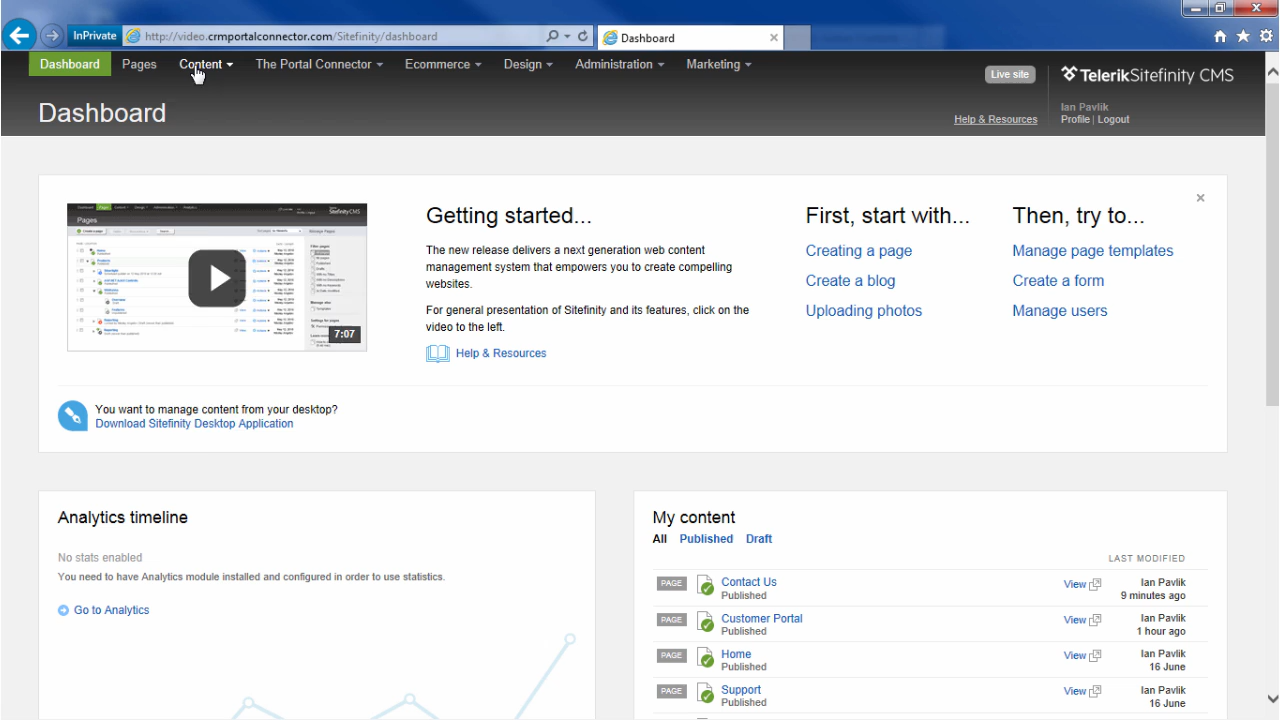 InPrivate
http://video.crmportalconnector.com/Sitefinity/dashboard
Dashboard
Dashboard Pages Content The Portal Connector Ecommerce Design Administration Marketing
Live site
TelerikSitefinity CMS
Dashboard
Help & Resources
Ian Pavlik
Profile | Logout
Pages
7:07
Getting started...
The new release delivers a next generation web content
management system that empowers you to create compelling
websites.
For general presentation of Sitefinity and its features, click on the
video to the left.
Help & Resources
First, start with...
Creating a page
Create a blog
Uploading photos
Then, try to...
Manage page templates
Create a form
Manage users
You want to manage content from your desktop?
Download Sitefinity Desktop Application
Analytics timeline
No stats enabled
You need to have Analytics module installed and configured in order to use statistics.
Go to Analytics
My content
All Published Draft
LAST MODIFIED
PAGE Contact Us View Ian Pavlik
Published 9 minutes ago
PAGE Customer Portal View Ian Pavlik
Published 1 hour ago
PAGE Home View Ian Pavlik
Published 16 June
PAGE Support View Ian Pavlik
Published 16 June